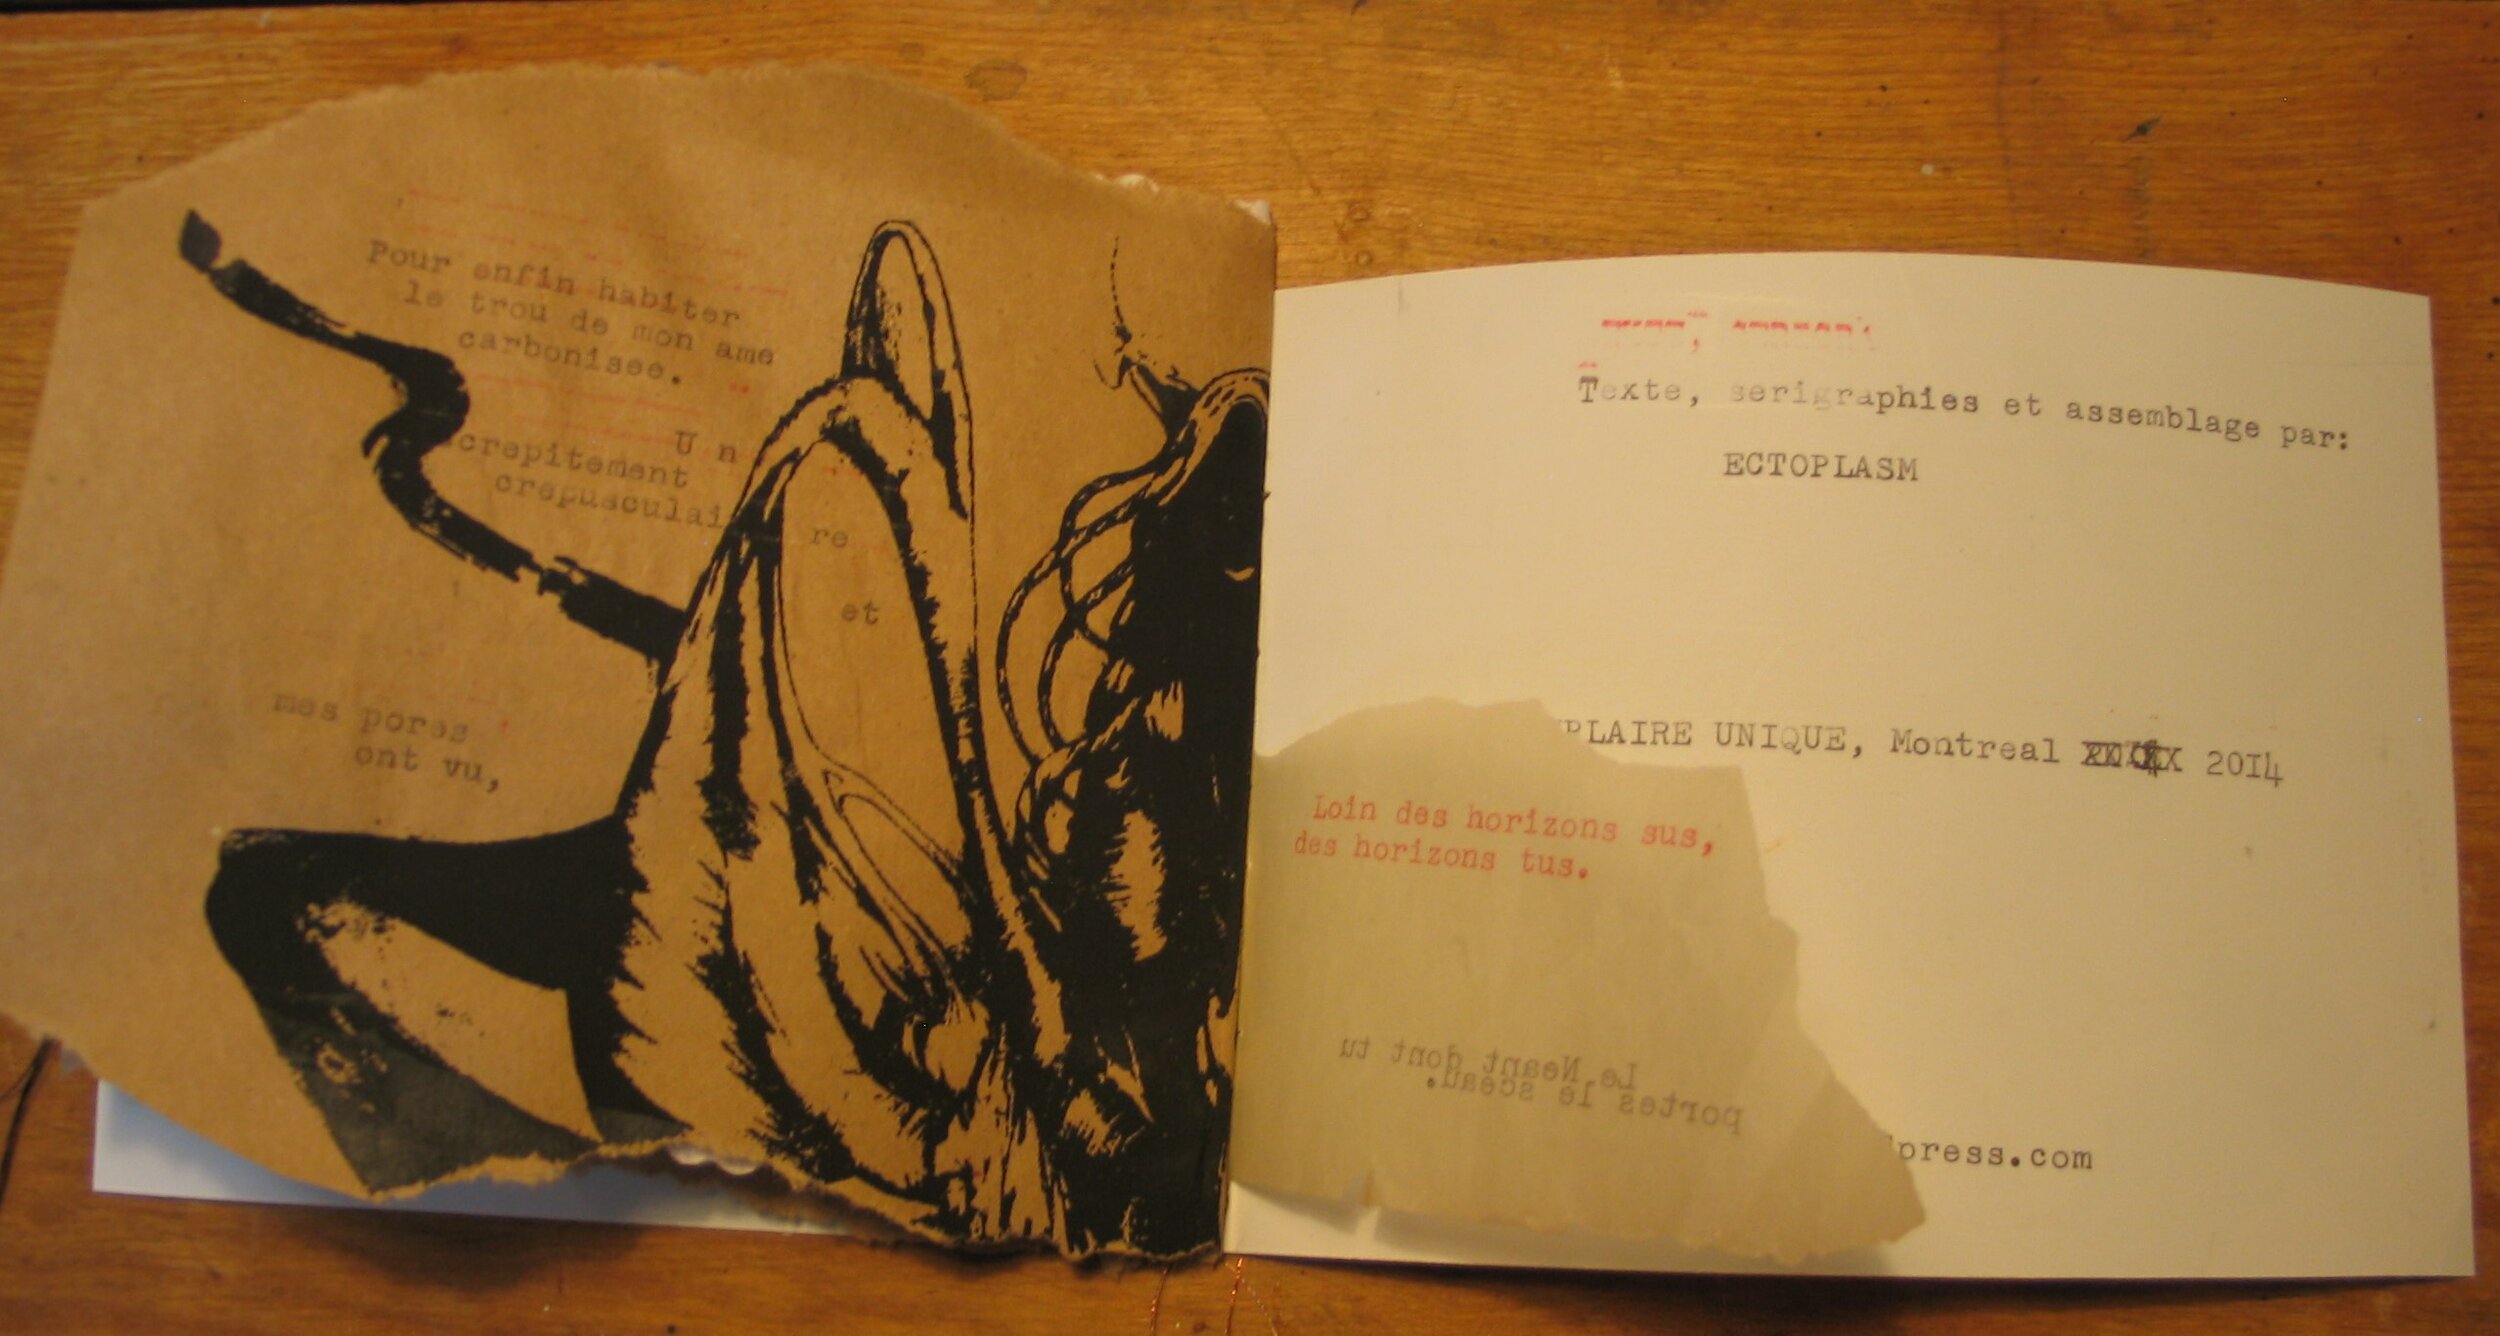 Pour enfin habiter
le trou de mon ame
carbonisee.
Un
crepitement
crepusculai
re
et
mes pores
ont vu,
Texte, serigraphies et assemblage par:
ECTOPLASM
PLAIRE UNIQUE, Montreal 2014
Loin des horizons sus,
des horizons tus.
Le Neant dont tu
portes le sceau.
press.com